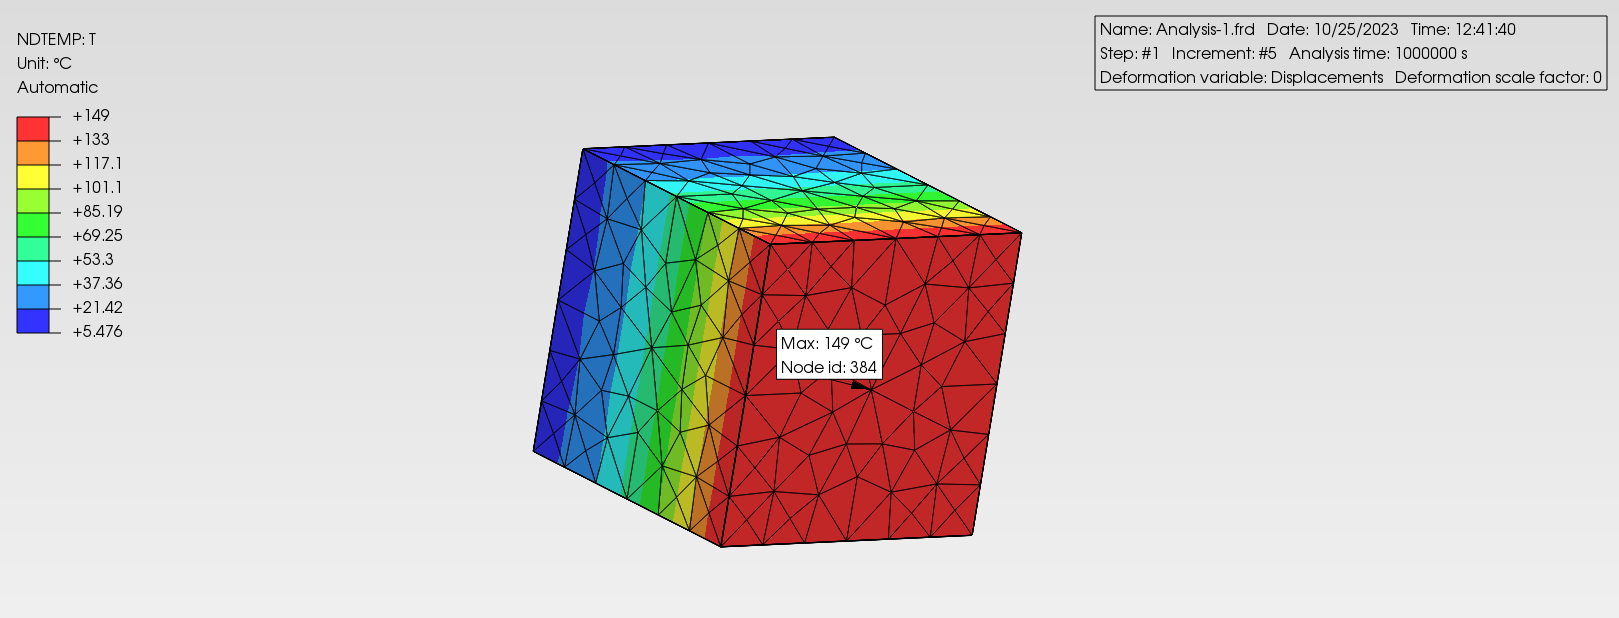 NDTEMP: T
Unit: °C
Automatic
+149
+133
+117.1
+101.1
+85.19
+69.25
+53.3
+37.36
+21.42
+5.476
Name: Analysis-1.frd   Date: 10/25/2023   Time: 12:41:40
Step: #1   Increment: #5   Analysis time: 1000000 s
Deformation variable: Displacements   Deformation scale factor: 0
Max: 149 °C
Node id: 384